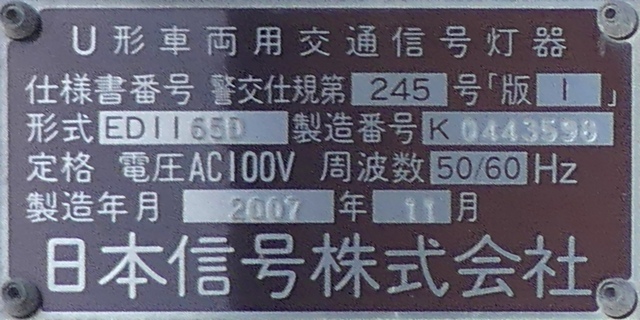 U形車両用交通信号灯器
仕様書番号 警交仕規第 245 号「版 1 」
形式 ED1165D 製造番号 K 0443590
定格 電圧AC100V 周波数 50/60 Hz
製造年月 2007 年 11 月
日本信号株式会社